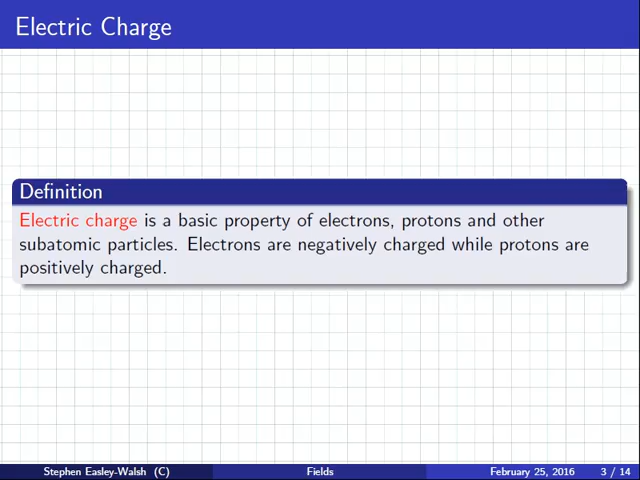 Electric Charge
Definition
Electric charge is a basic property of electrons, protons and other
subatomic particles. Electrons are negatively charged while protons are
positively charged.
Stephen Easley-Walsh (C) Fields February 25, 2016 3 / 14